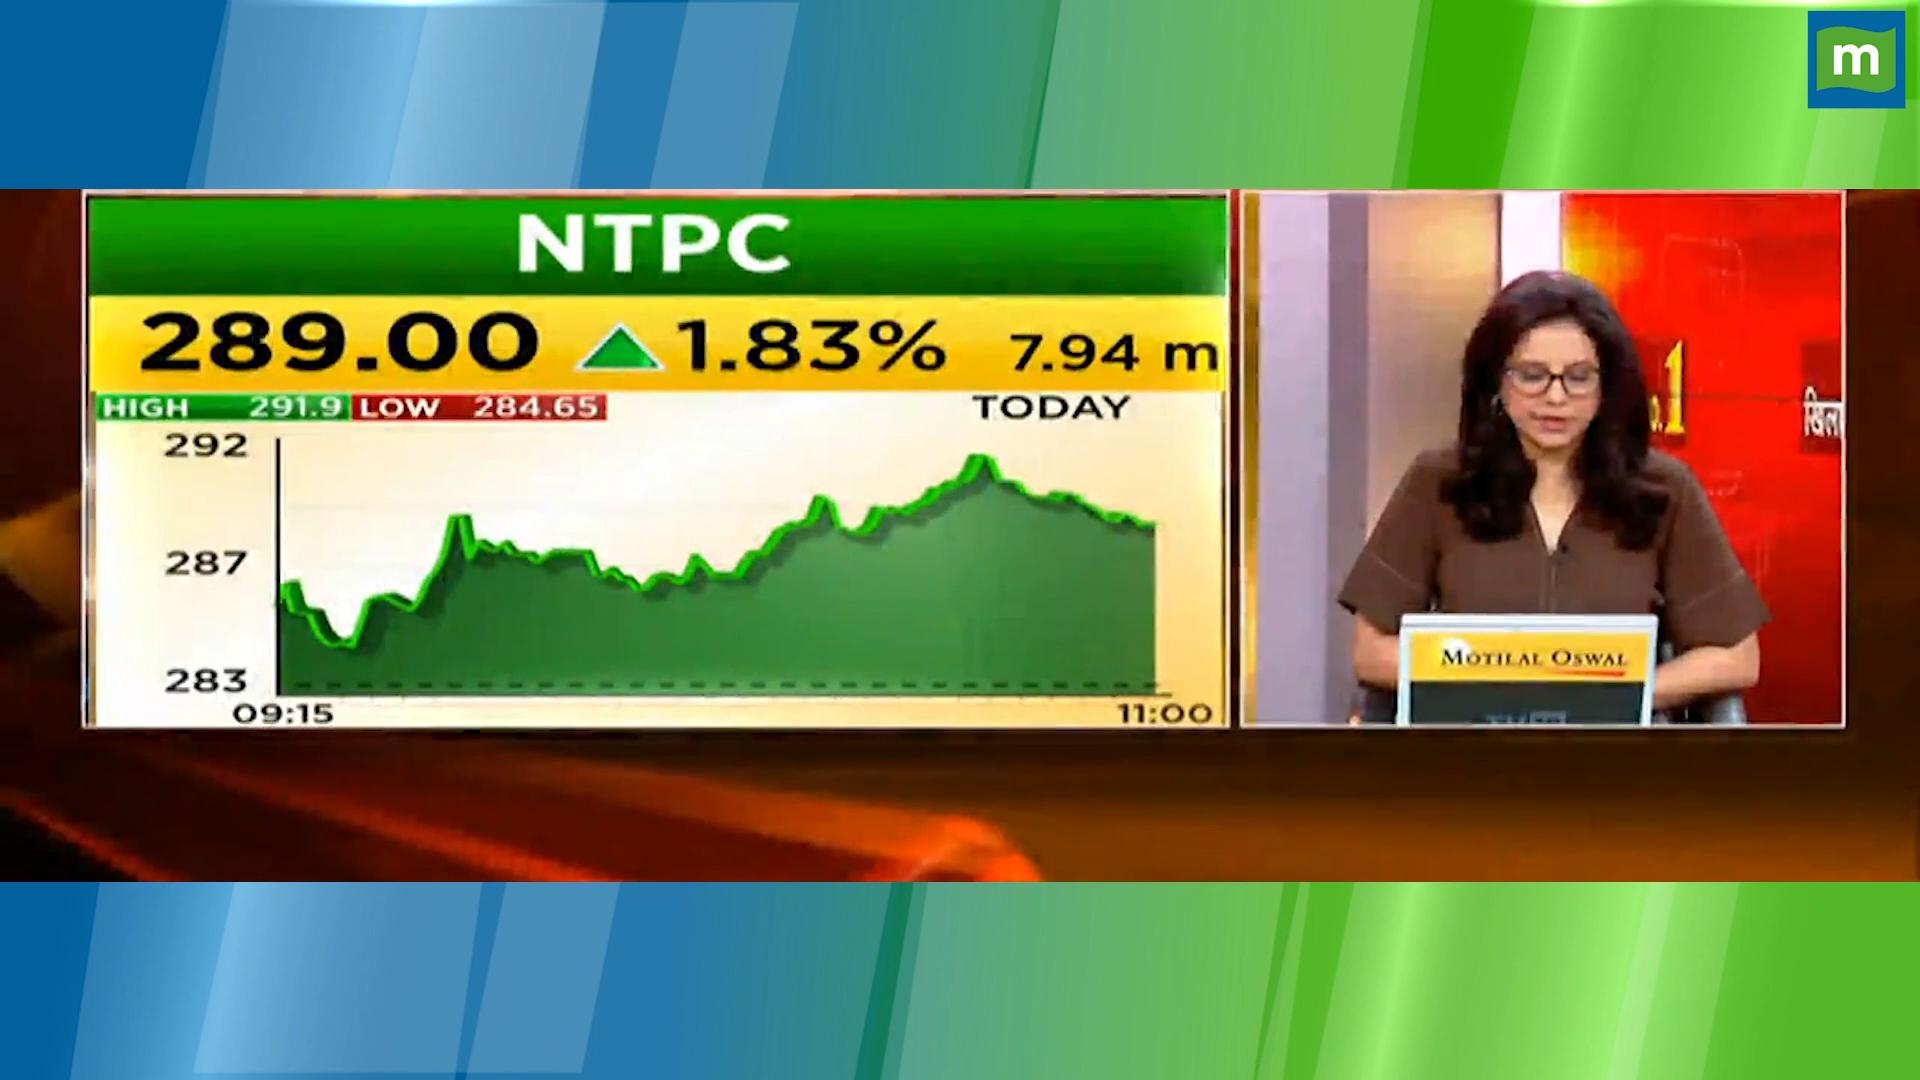 m
NTPC
289.00 1.83% 7.94 m
HIGH 291.9 LOW 284.65 TODAY
292
287
283
09:15 11:00
.1
MOTILAL OSWAL